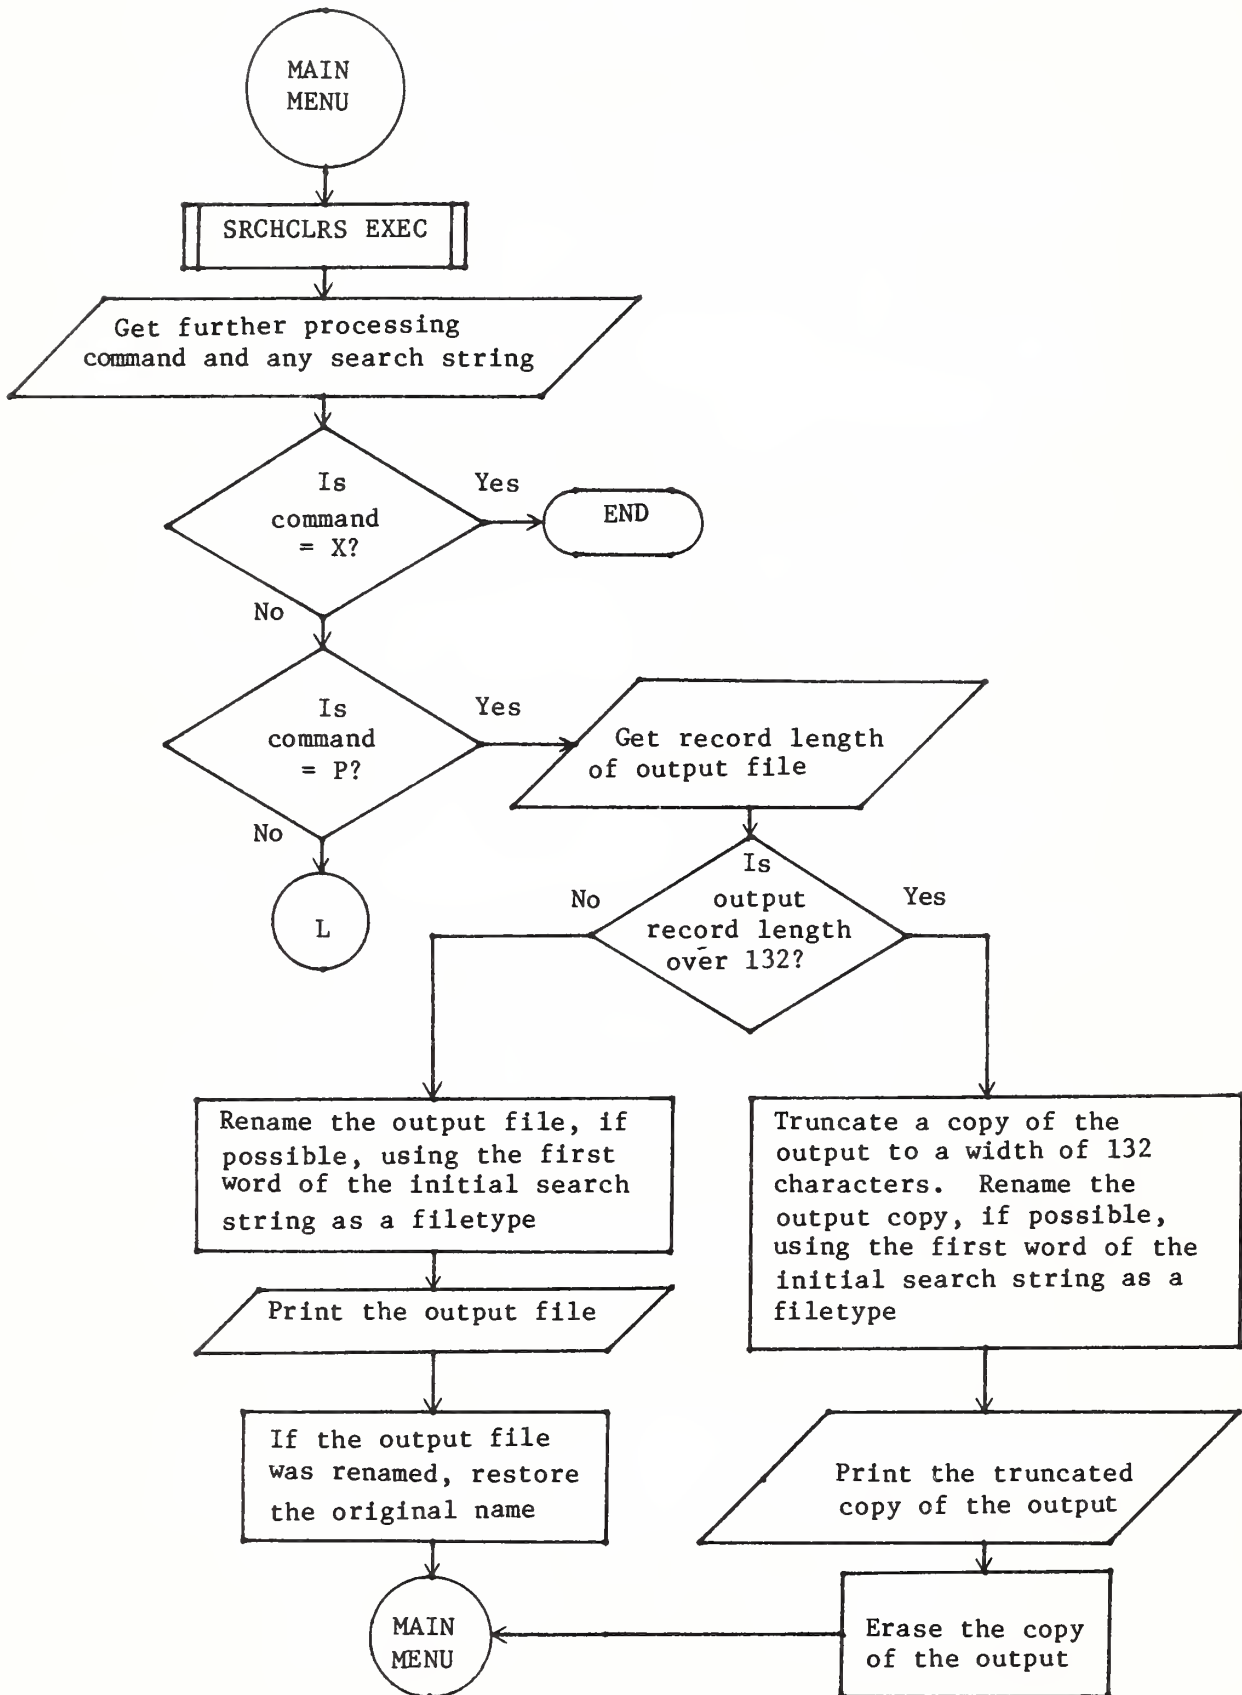 MAIN
MENU
SRCHCLRS EXEC
Get further processing
command and any search string
Is
command
= X?
Yes
END
No
Is
command
= P?
Yes
Get record length
of output file
No
L
Is
output
record length
over 132?
No
Yes
Rename the output file, if
possible, using the first
word of the initial search
string as a filetype
Truncate a copy of the
output to a width of 132
characters. Rename the
output copy, if possible,
using the first word of the
initial search string as a
filetype
Print the output file
If the output file
was renamed, restore
the original name
Print the truncated
copy of the output
MAIN
MENU
Erase the copy
of the output